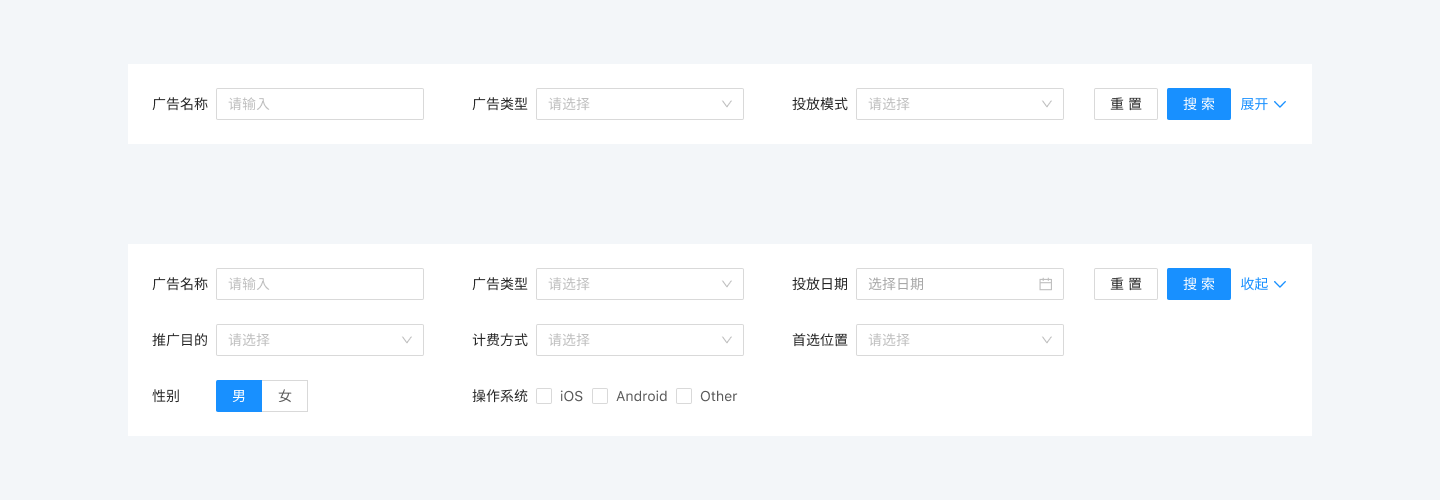 广告名称 请输入 广告类型 请选择 投放模式 请选择 重 置 搜 索 展开
广告名称 请输入 广告类型 请选择 投放日期 选择日期 重 置 搜 索 收起
推广目的 请选择 计费方式 请选择 首选位置 请选择
性别 男 女 操作系统 iOS Android Other